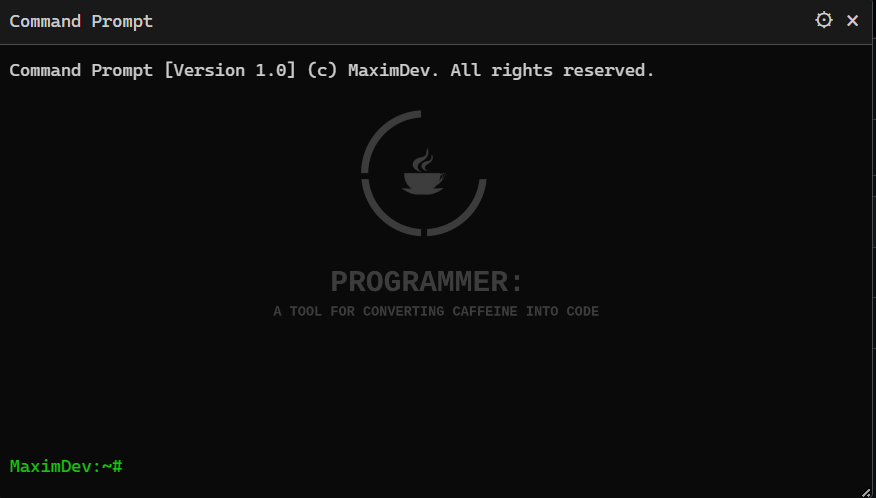 Command Prompt
Command Prompt [Version 1.0] (c) MaximDev. All rights reserved.
PROGRAMMER:
A TOOL FOR CONVERTING CAFFEINE INTO CODE
MaximDev:~#